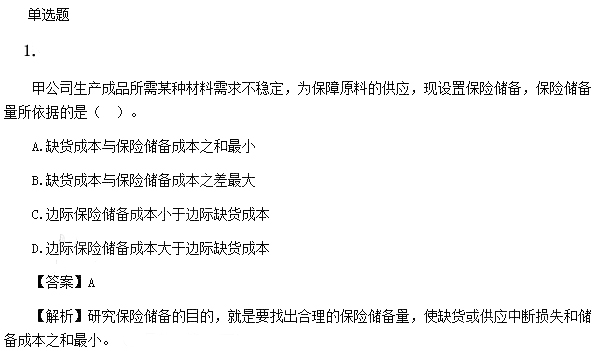 单选题
1.
甲公司生产成品所需某种材料需求不稳定，为保障原料的供应，现设置保险储备，保险储备
量所依据的是（　）。
A.缺货成本与保险储备成本之和最小
B.缺货成本与保险储备成本之差最大
C.边际保险储备成本小于边际缺货成本
D.边际保险储备成本大于边际缺货成本
【答案】A
【解析】研究保险储备的目的，就是要找出合理的保险储备量，使缺货或供应中断损失和储
备成本之和最小。